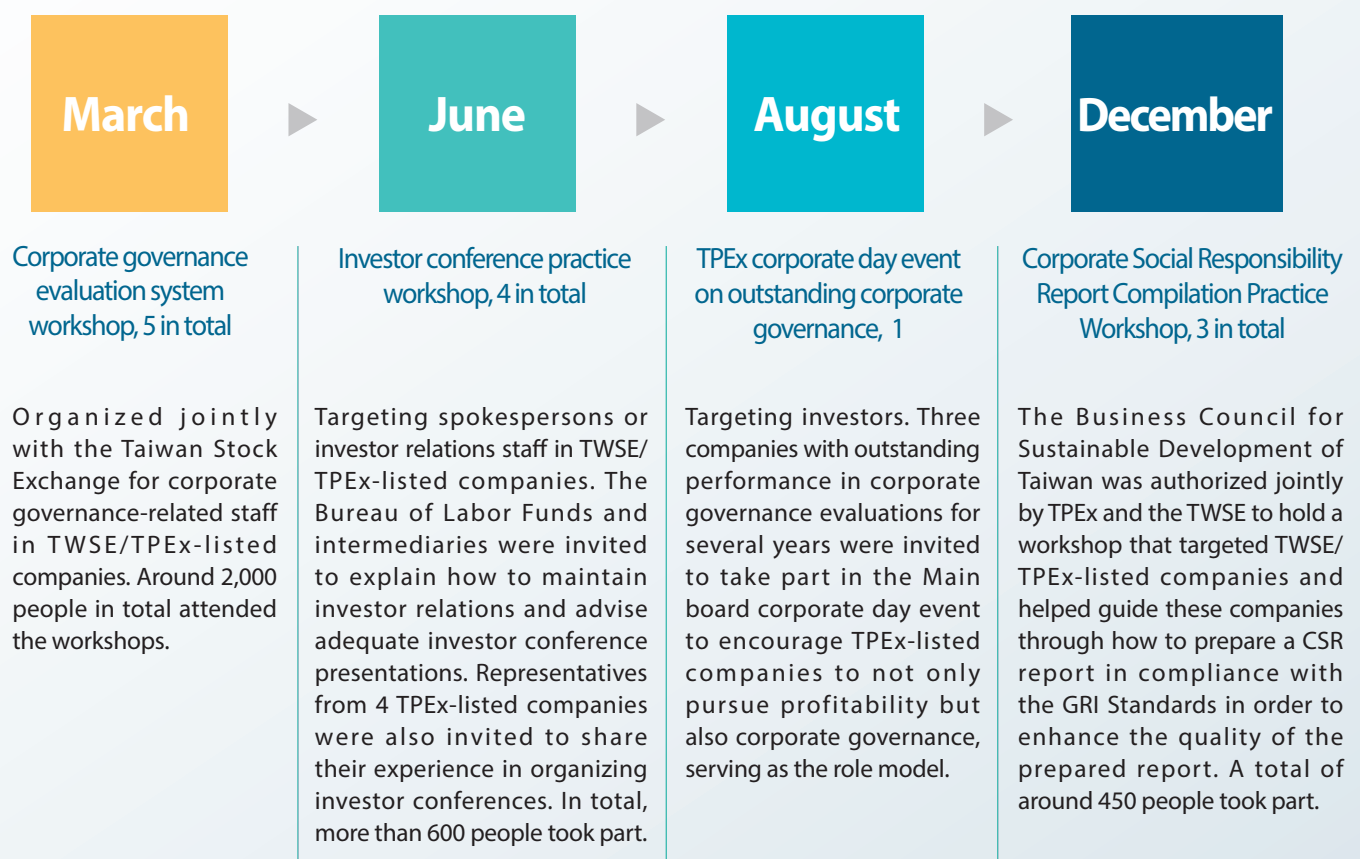 March
June
August
December
Corporate governance
evaluation system
workshop, 5 in total
Organized jointly
with the Taiwan Stock
Exchange for corporate
governance-related staff
in TWSE/TPEx-listed
companies. Around 2,000
people in total attended
the workshops.
Investor conference practice
workshop, 4 in total
Targeting spokespersons or
investor relations staff in TWSE/
TPEx-listed companies. The
Bureau of Labor Funds and
intermediaries were invited
to explain how to maintain
investor relations and advise
adequate investor conference
presentations. Representatives
from 4 TPEx-listed companies
were also invited to share
their experience in organizing
investor conferences. In total,
more than 600 people took part.
TPEx corporate day event
on outstanding corporate
governance, 1
Targeting investors. Three
companies with outstanding
performance in corporate
governance evaluations for
several years were invited
to take part in the Main
board corporate day event
to encourage TPEx-listed
companies to not only
pursue profitability but
also corporate governance,
serving as the role model.
Corporate Social Responsibility
Report Compilation Practice
Workshop, 3 in total
The Business Council for
Sustainable Development of
Taiwan was authorized jointly
by TPEx and the TWSE to hold a
workshop that targeted TWSE/
TPEx-listed companies and
helped guide these companies
through how to prepare a CSR
report in compliance with
the GRI Standards in order to
enhance the quality of the
prepared report. A total of
around 450 people took part.